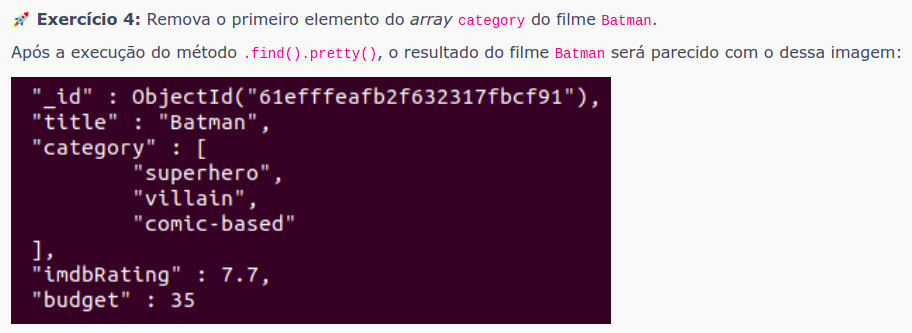 🚀 Exercício 4: Remova o primeiro elemento do array category do filme Batman.
Após a execução do método .find().pretty(), o resultado do filme Batman será parecido com o dessa imagem:
"_id" : ObjectId("61efffeafb2f632317fbcf91"),
"title" : "Batman",
"category" : [
"superhero",
"villain",
"comic-based"
],
"imdbRating" : 7.7,
"budget" : 35